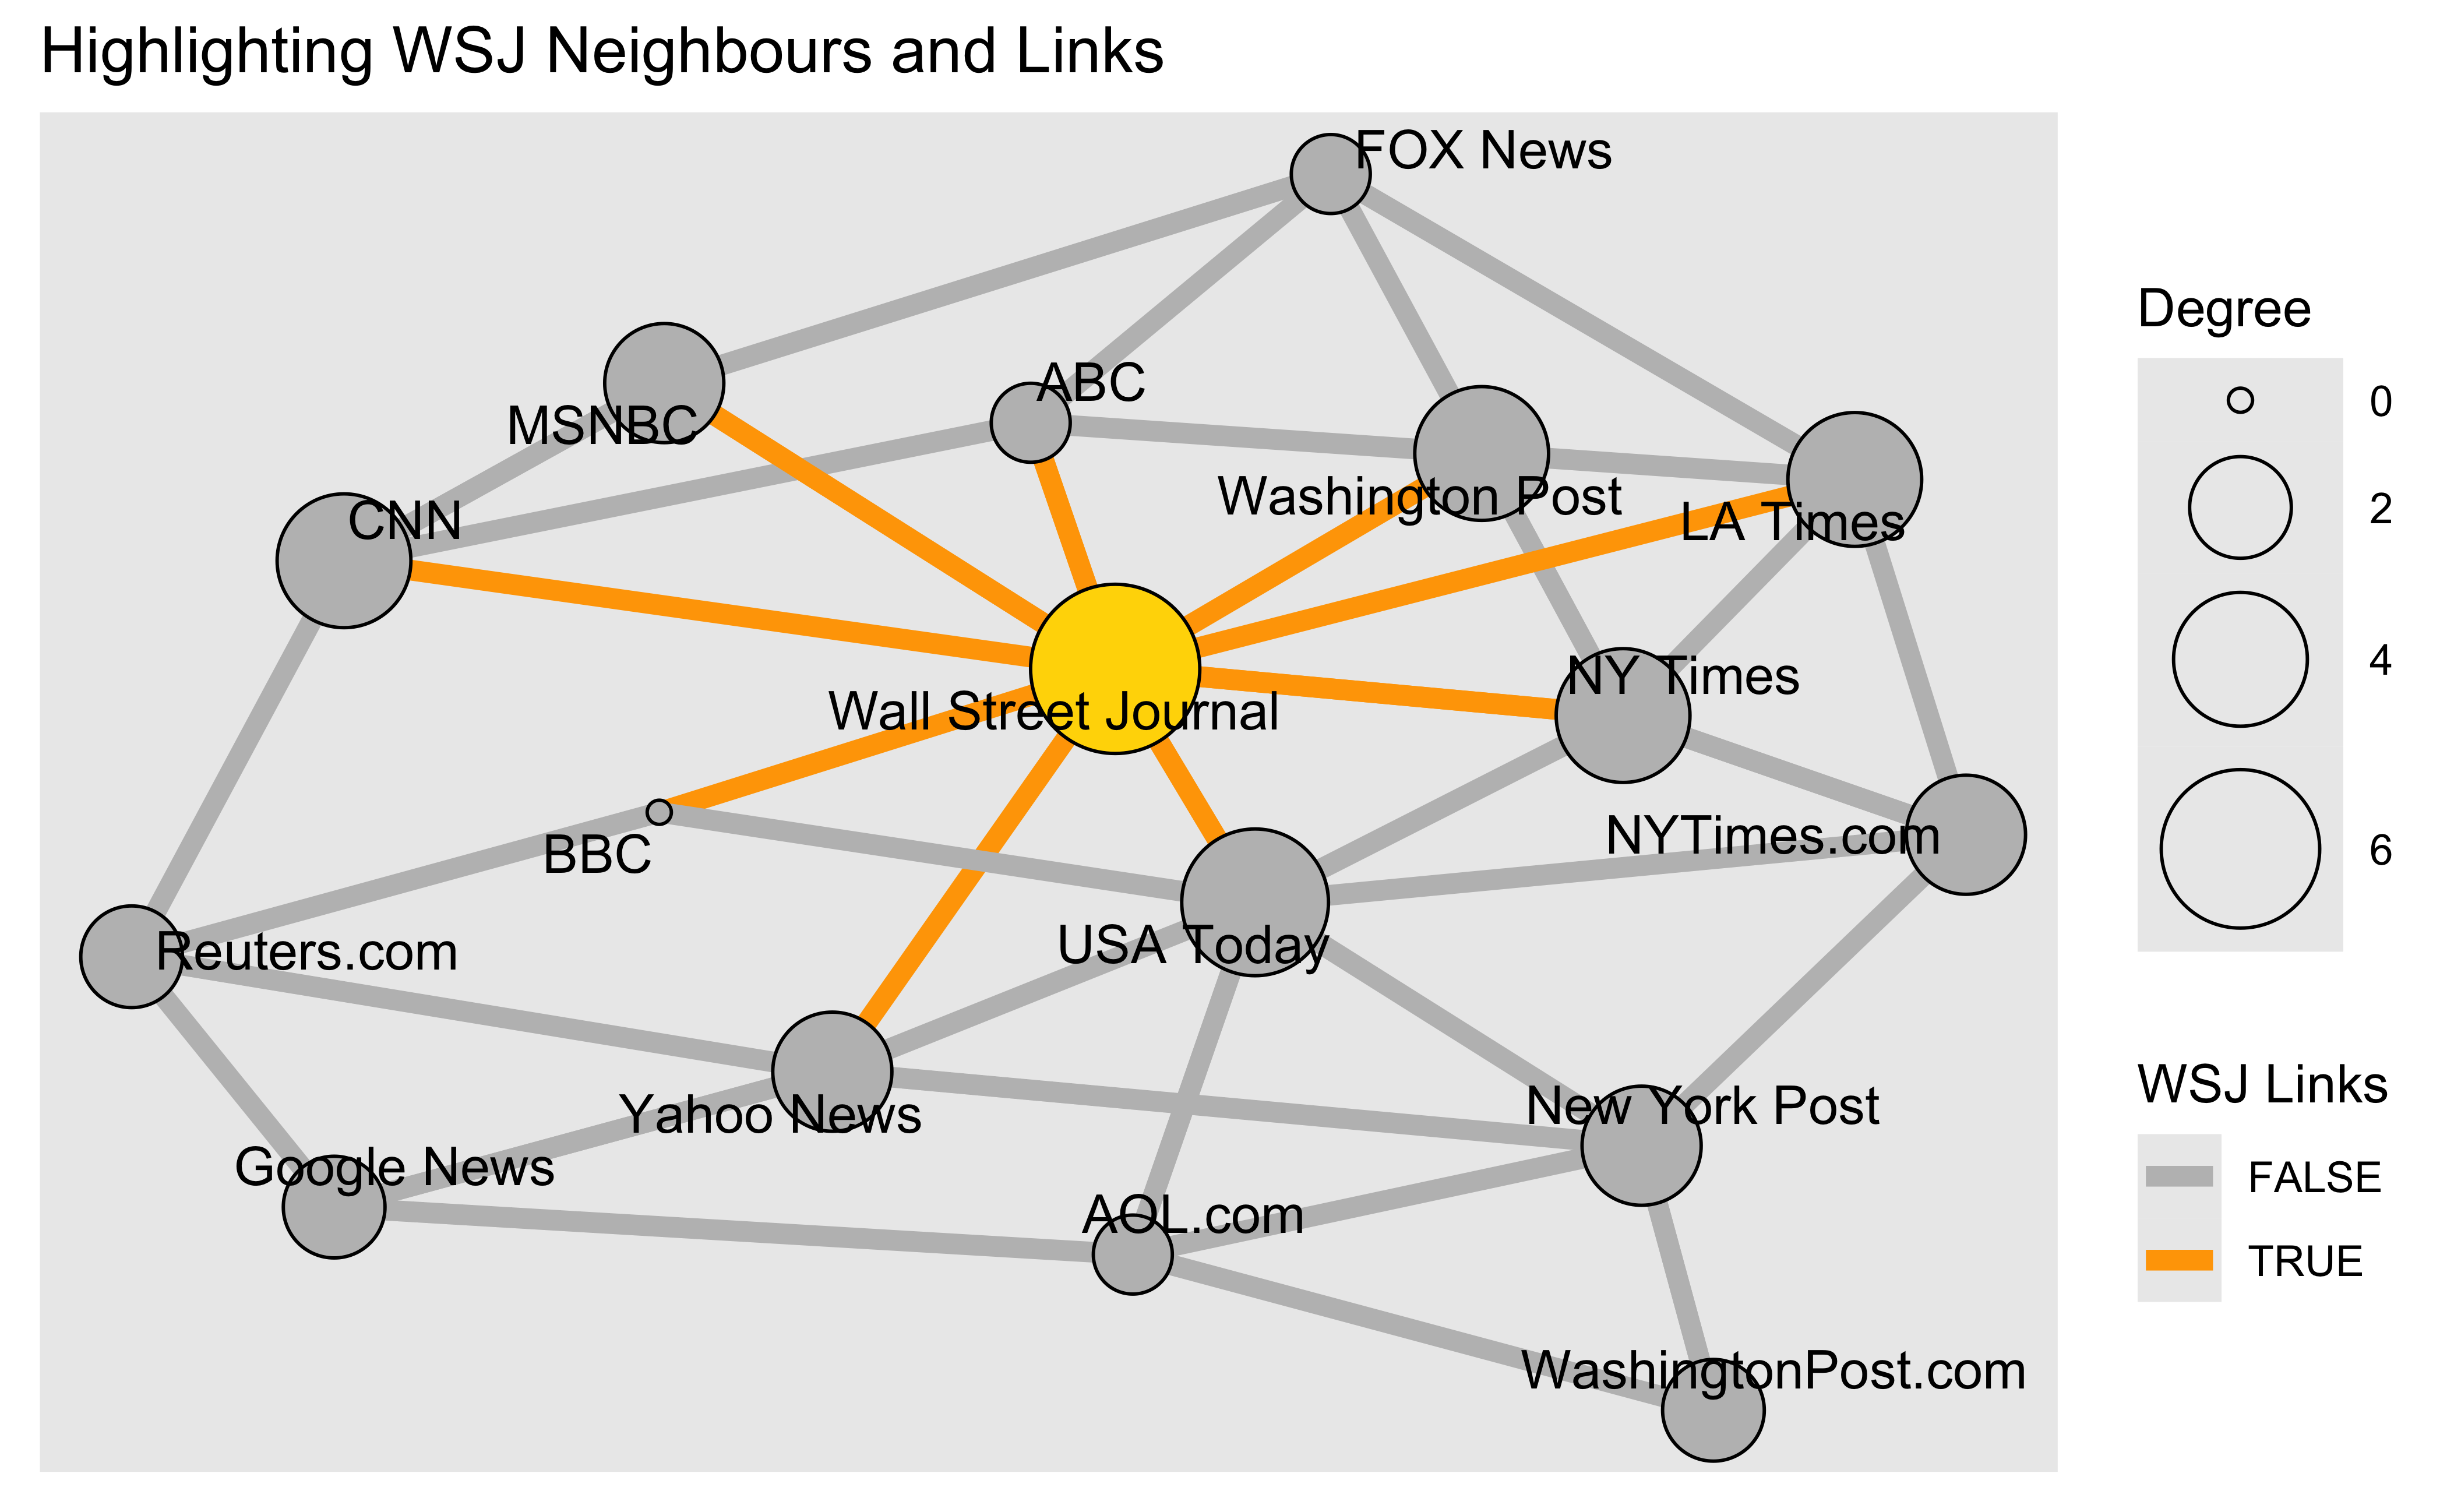 Highlighting WSJ Neighbours and Links
FOX News
ABC
MSNBC
Washington Post
CNN
LA Times
NY Times
Wall Street Journal
NYTimes.com
BBC
USA Today
Reuters.com
New York Post
Yahoo News
Google News
AOL.com
WashingtonPost.com
Degree
0
2
4
6
WSJ Links
FALSE
TRUE